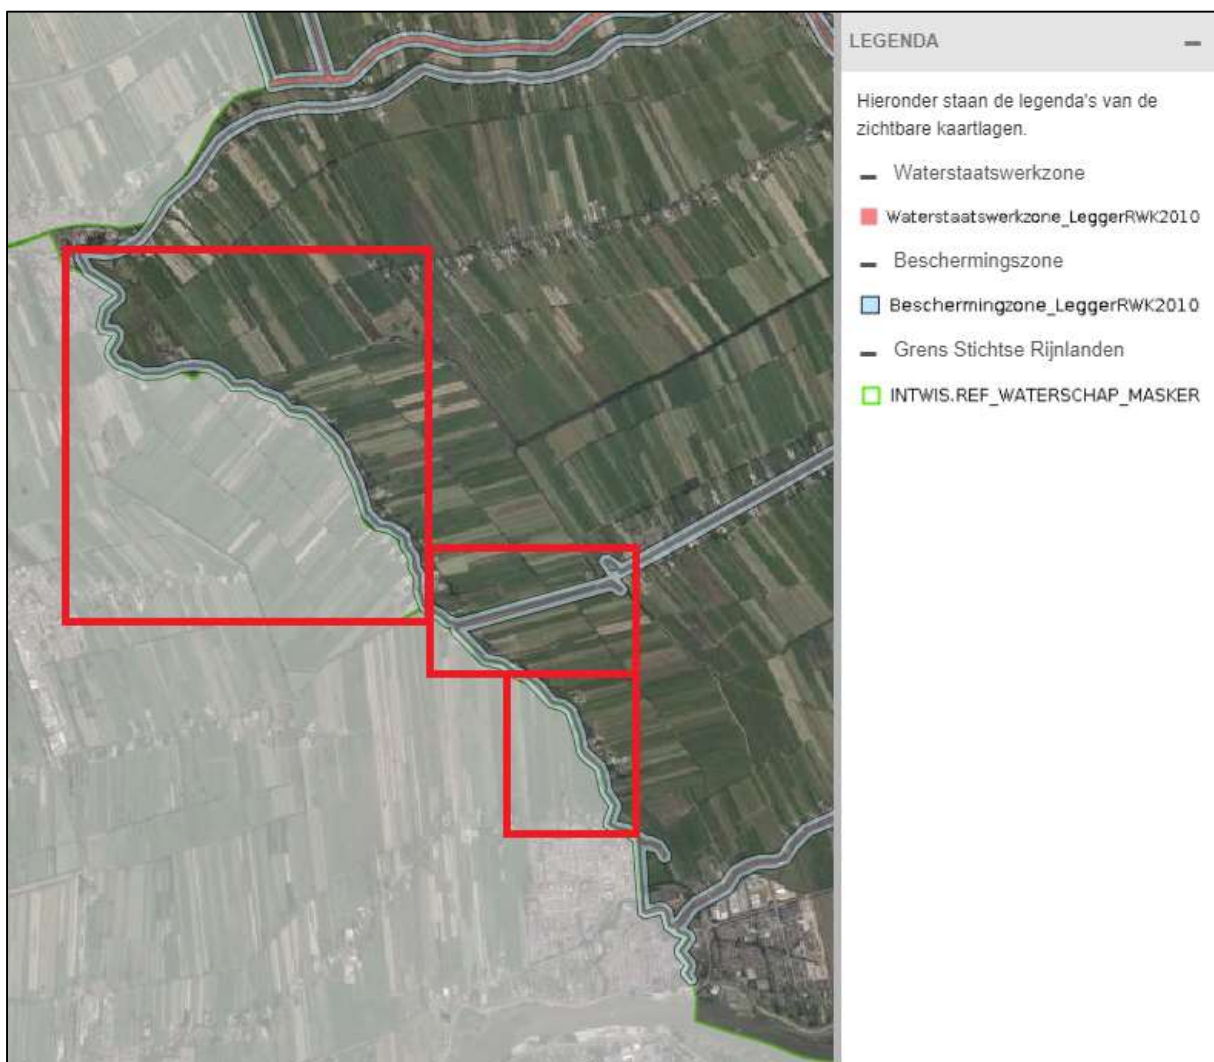 LEGENDA
Hieronder staan de legenda's van de
zichtbare kaartlagen.
Waterstaatswerkzone
Waterstaatswerkzone_LeggerRWK2010
Beschermingszone
Beschermingzone_LeggerRWK2010
Grens Stichtse Rijnlanden
INTWIS.REF_WATERSCHAP_MASKER